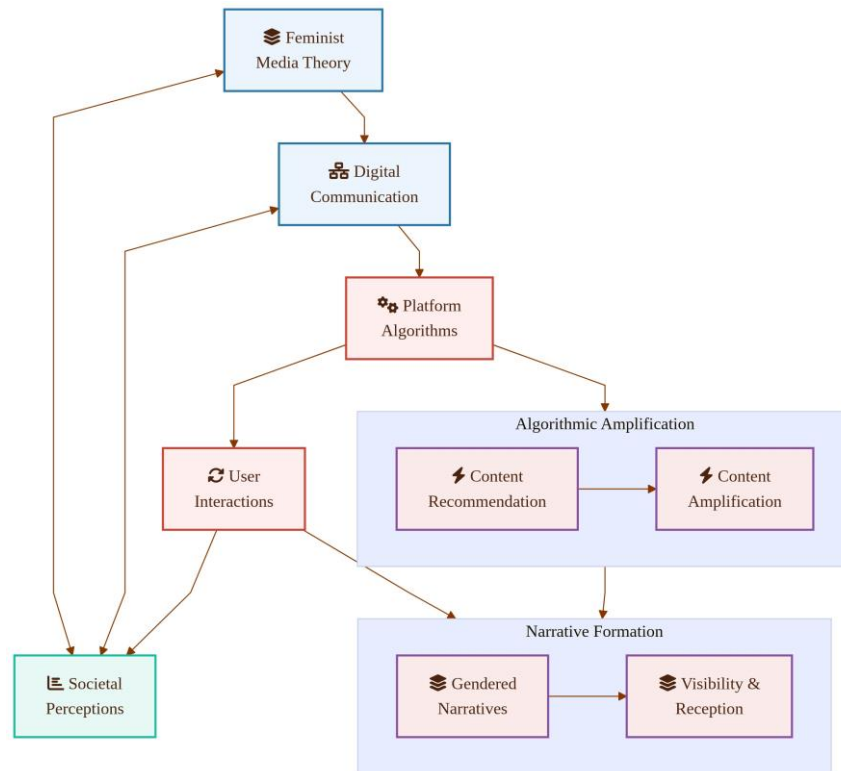 Feminist
Media Theory
Digital
Communication
Platform
Algorithms
Algorithmic Amplification
User
Interactions
Content
Recommendation
Content
Amplification
Narrative Formation
Societal
Perceptions
Gendered
Narratives
Visibility &
Reception